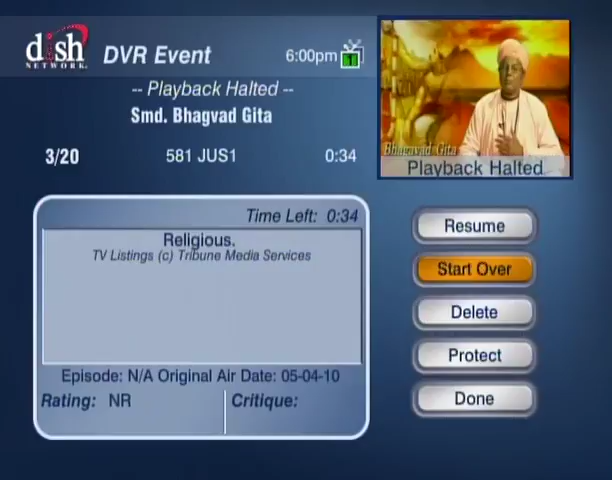 dish
NETWORK.
DVR Event
6:00pm
1
-- Playback Halted --
Smd. Bhagvad Gita
3/20
581 JUS1
0:34
Bhagavad Gita
Playback Halted
Time Left: 0:34
Religious.
TV Listings (c) Tribune Media Services
Episode: N/A Original Air Date: 05-04-10
Rating: NR
Critique:
Resume
Start Over
Delete
Protect
Done